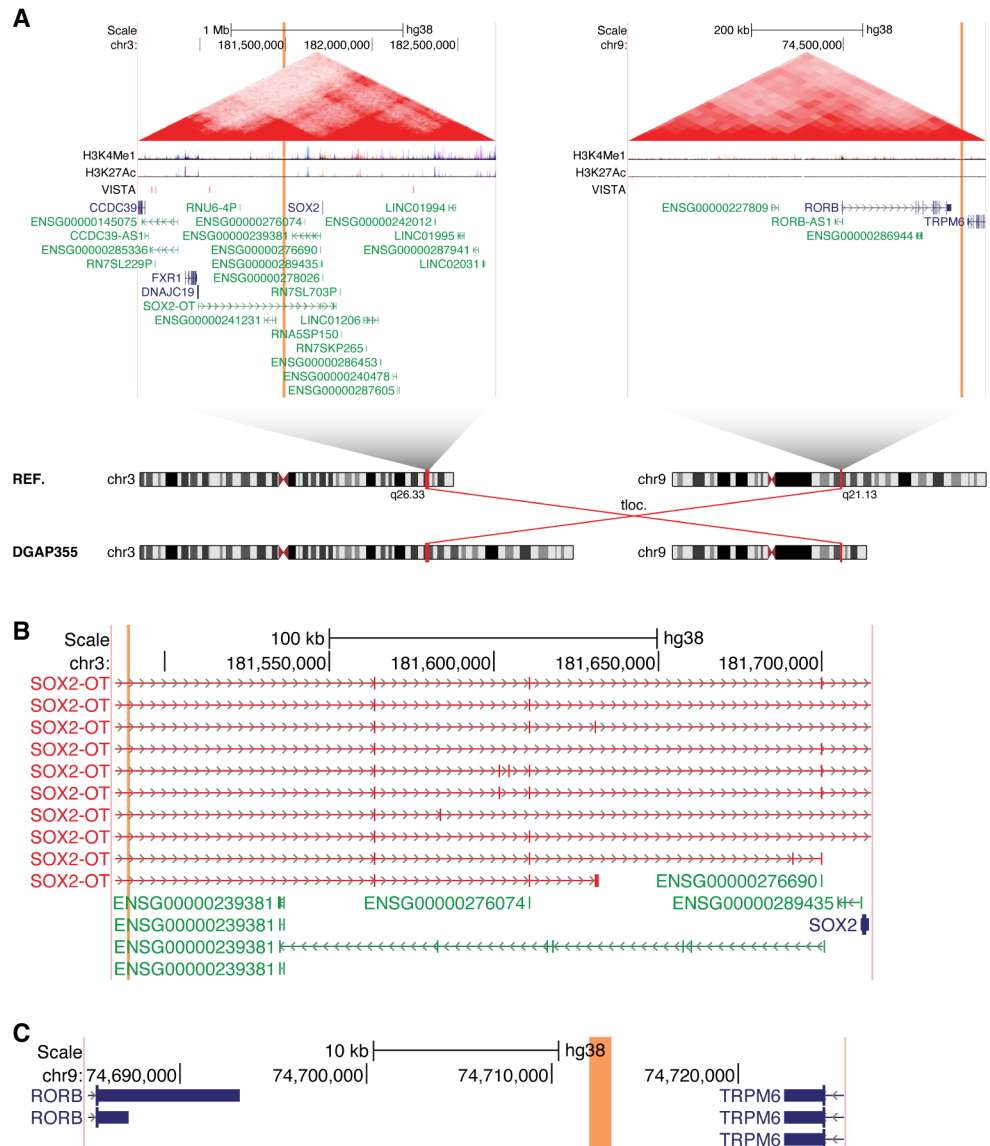 A
Scale 1 Mb hg38
chr3: 181,500,000 182,000,000 182,500,000
H3K4Me1
H3K27Ac
VISTA
CCDC39 RNU6-4P SOX2 LINC01994
ENSG00000145075 ENSG00000276074 ENSG00000242012
CCDC39-AS1 ENSG00000239381 LINC01995
ENSG00000285336 ENSG00000276690 ENSG00000287941
RN7SL229P ENSG00000289435 LINC02031
FXR1 ENSG00000278026
DNAJC19 RN7SL703P
SOX2-OT
ENSG00000241231 LINC01206
RNA5SP150
RN7SKP265
ENSG00000286453
ENSG00000240478
ENSG00000287605
Scale 200 kb hg38
chr9: 74,500,000
H3K4Me1
H3K27Ac
VISTA
ENSG00000227809 RORB
RORB-AS1 TRPM6
ENSG00000286944
REF. chr3 chr9
q26.33 q21.13
tloc.
DGAP355 chr3 chr9
B
Scale 100 kb hg38
chr3: 181,550,000 181,600,000 181,650,000 181,700,000
SOX2-OT
SOX2-OT
SOX2-OT
SOX2-OT
SOX2-OT
SOX2-OT
SOX2-OT
SOX2-OT
SOX2-OT
SOX2-OT ENSG00000276690
ENSG00000239381 ENSG00000276074 ENSG00000289435
ENSG00000239381 SOX2
ENSG00000239381
ENSG00000239381
C
Scale 10 kb hg38
chr9: 74,690,000 74,700,000 74,710,000 74,720,000
RORB TRPM6
RORB TRPM6
TRPM6